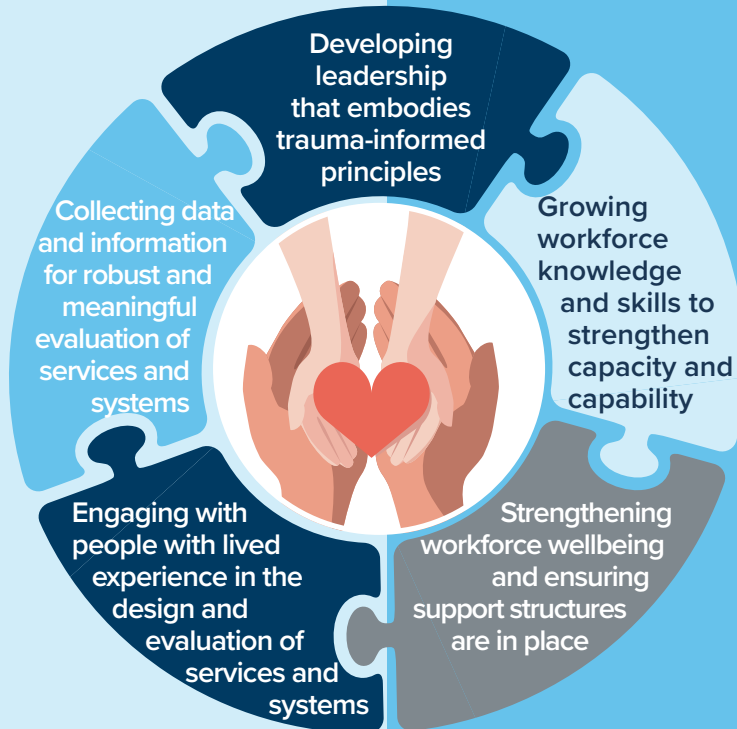 Developing
leadership
that embodies
trauma-informed
principles
Growing
workforce
knowledge
and skills to
strengthen
capacity and
capability
Strengthening
workforce wellbeing
and ensuring
support structures
are in place
Engaging with
people with lived
experience in the
design and
evaluation of
services and
systems
Collecting data
and information
for robust and
meaningful
evaluation of
services and
systems